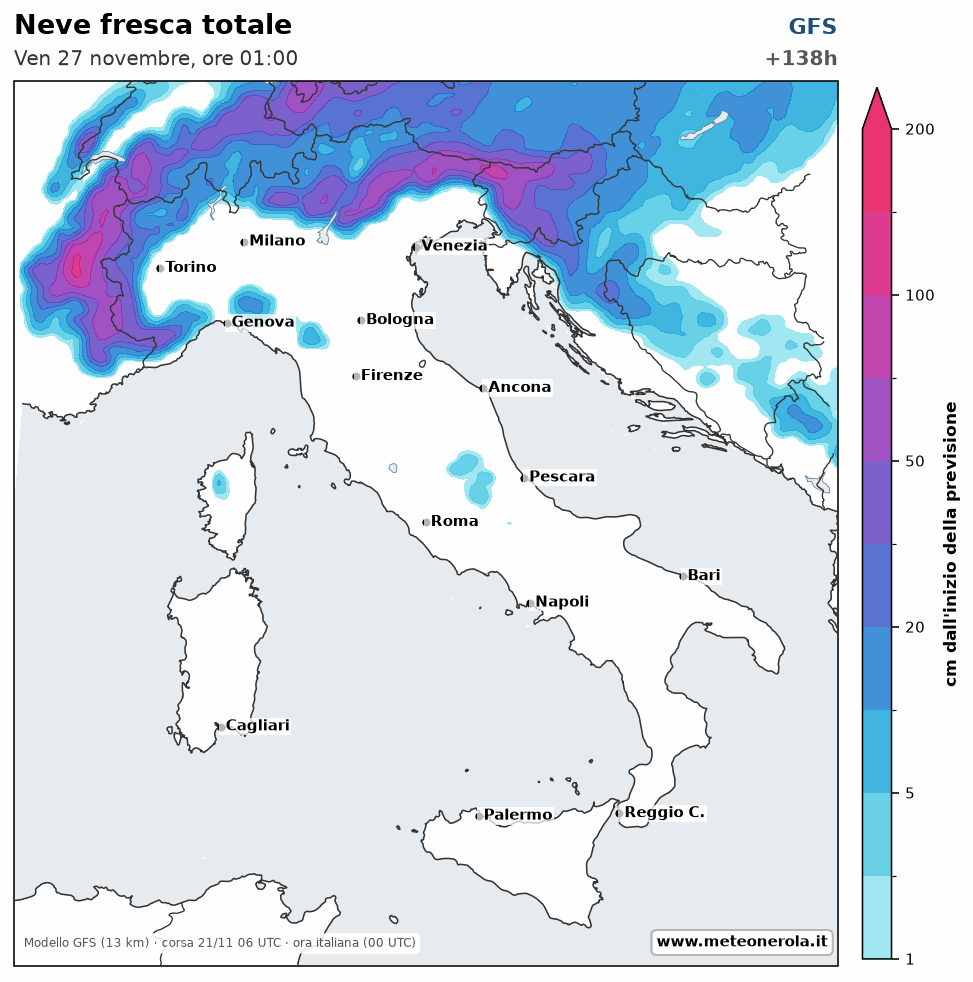 Neve fresca totale
GFS
Ven 27 novembre, ore 01:00
+138h
200
Milano
Venezia
Torino
100
Genova
Bologna
Firenze
Ancona
50
Pescara
Roma
Bari
Napoli
20
Cagliari
5
Palermo
Reggio C.
Modello GFS (13 km) · corsa 21/11 06 UTC · ora italiana (00 UTC)
www.meteonerola.it
1
cm dall'inizio della previsione